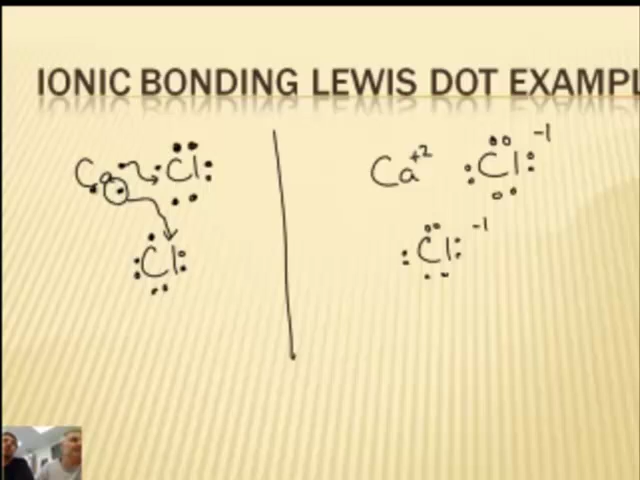 IONIC BONDING LEWIS DOT EXAMPL
Ca Cl
Cl
Ca+2 Cl-1
Cl-1